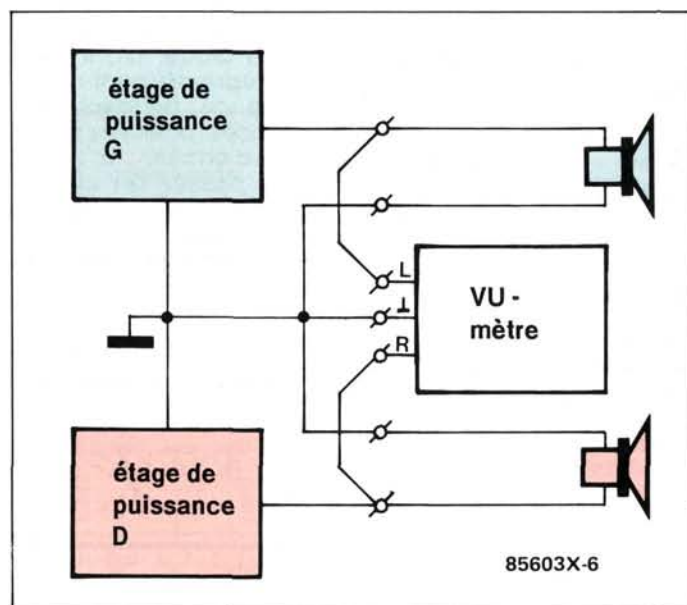 étage de
puissance
G
L
⊥
R
VU -
mètre
étage de
puissance
D
85603X-6